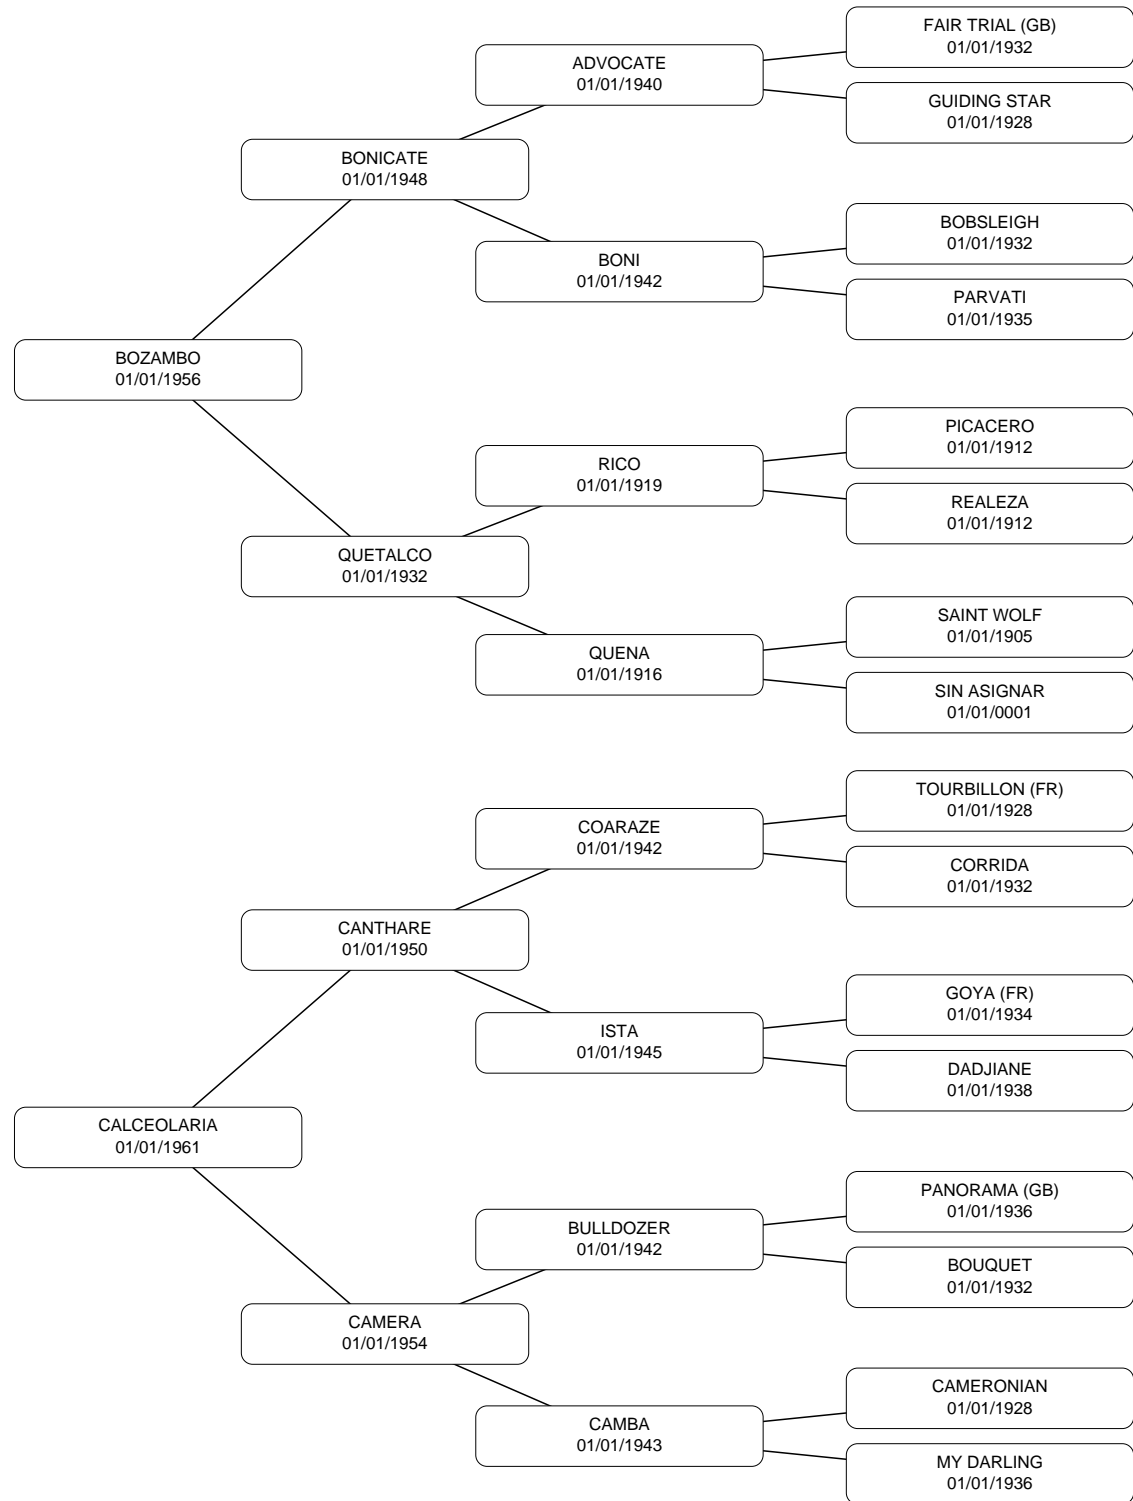 FAIR TRIAL (GB)
01/01/1932
ADVOCATE
01/01/1940
GUIDING STAR
01/01/1928
BONICATE
01/01/1948
BOBSLEIGH
01/01/1932
BONI
01/01/1942
PARVATI
01/01/1935
BOZAMBO
01/01/1956
PICACERO
01/01/1912
RICO
01/01/1919
REALEZA
01/01/1912
QUETALCO
01/01/1932
SAINT WOLF
01/01/1905
QUENA
01/01/1916
SIN ASIGNAR
01/01/0001
TOURBILLON (FR)
01/01/1928
COARAZE
01/01/1942
CORRIDA
01/01/1932
CANTHARE
01/01/1950
GOYA (FR)
01/01/1934
ISTA
01/01/1945
DADJIANE
01/01/1938
CALCEOLARIA
01/01/1961
PANORAMA (GB)
01/01/1936
BULLDOZER
01/01/1942
BOUQUET
01/01/1932
CAMERA
01/01/1954
CAMERONIAN
01/01/1928
CAMBA
01/01/1943
MY DARLING
01/01/1936